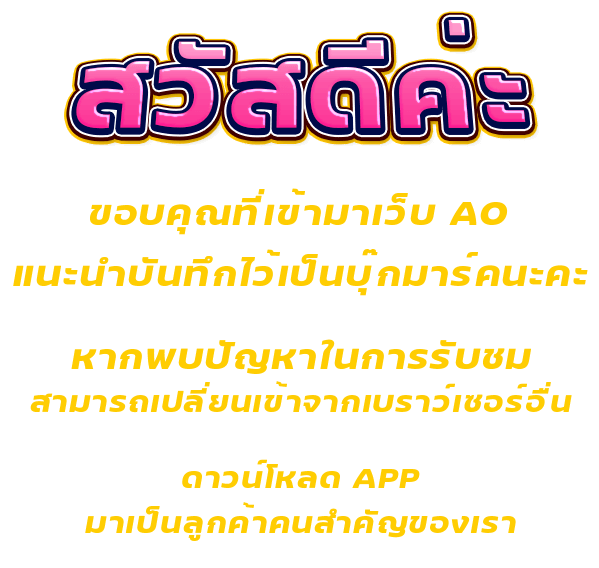 สวัสดีค่ะ
ขอบคุณที่เข้ามาเว็บ AO
แนะนำบันทึกไว้เป็นบุ๊กมาร์คนะคะ
หากพบปัญหาในการรับชม
สามารถเปลี่ยนเข้าจากเบราว์เซอร์อื่น
ดาวน์โหลด APP
มาเป็นลูกค้าคนสำคัญของเรา